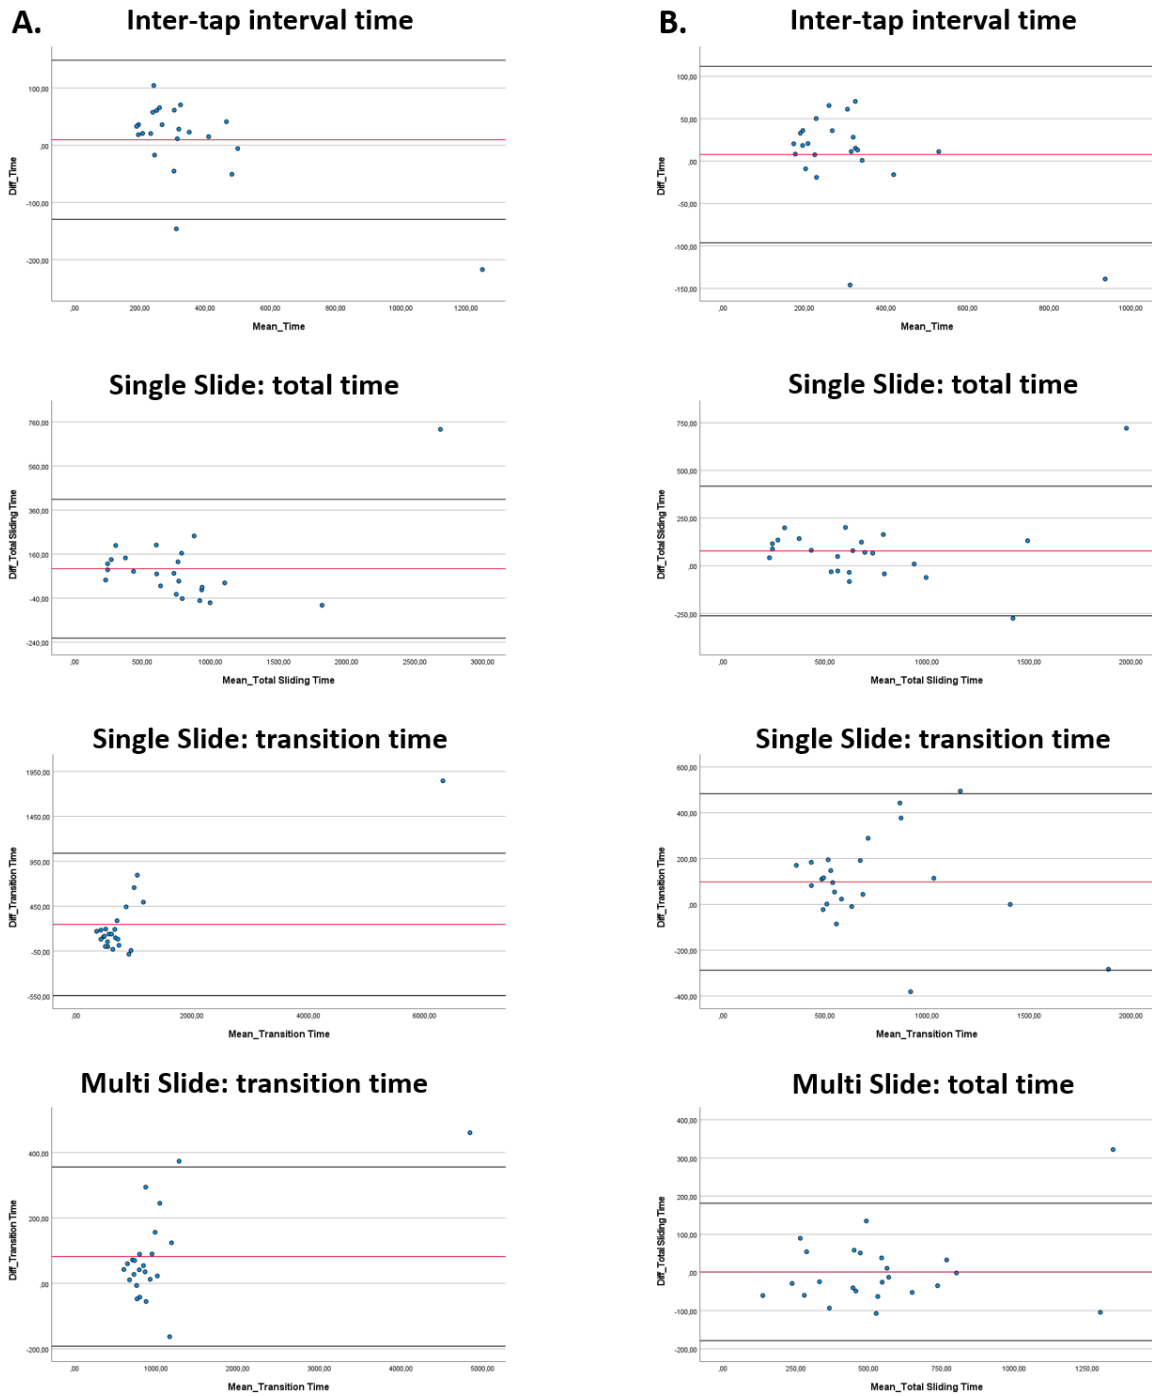 A.
Inter-tap interval time
Diff_Time
100,00
,00
-100,00
-200,00
,00 200,00 400,00 600,00 800,00 1000,00 1200,00
Mean_Time
B.
Inter-tap interval time
Diff_Time
100,00
50,00
,00
-50,00
-100,00
-150,00
,00 200,00 400,00 600,00 800,00 1000,00
Mean_Time
Single Slide: total time
Diff_Total Sliding Time
760,00
560,00
360,00
160,00
-40,00
-240,00
,00 500,00 1000,00 1500,00 2000,00 2500,00 3000,00
Mean_Total Sliding Time
Single Slide: total time
Diff_Total Sliding Time
750,00
500,00
250,00
,00
-250,00
,00 500,00 1000,00 1500,00 2000,00
Mean_Total Sliding Time
Single Slide: transition time
Diff_Transition Time
1950,00
1450,00
950,00
450,00
-50,00
-550,00
,00 2000,00 4000,00 6000,00
Mean_Transition Time
Single Slide: transition time
Diff_Transition Time
600,00
400,00
200,00
,00
-200,00
-400,00
,00 500,00 1000,00 1500,00 2000,00
Mean_Transition Time
Multi Slide: transition time
Diff_Transition Time
400,00
200,00
,00
-200,00
,00 1000,00 2000,00 3000,00 4000,00 5000,00
Mean_Transition Time
Multi Slide: total time
Diff_Total Sliding Time
400,00
300,00
200,00
100,00
,00
-100,00
-200,00
,00 250,00 500,00 750,00 1000,00 1250,00
Mean_Total Sliding Time